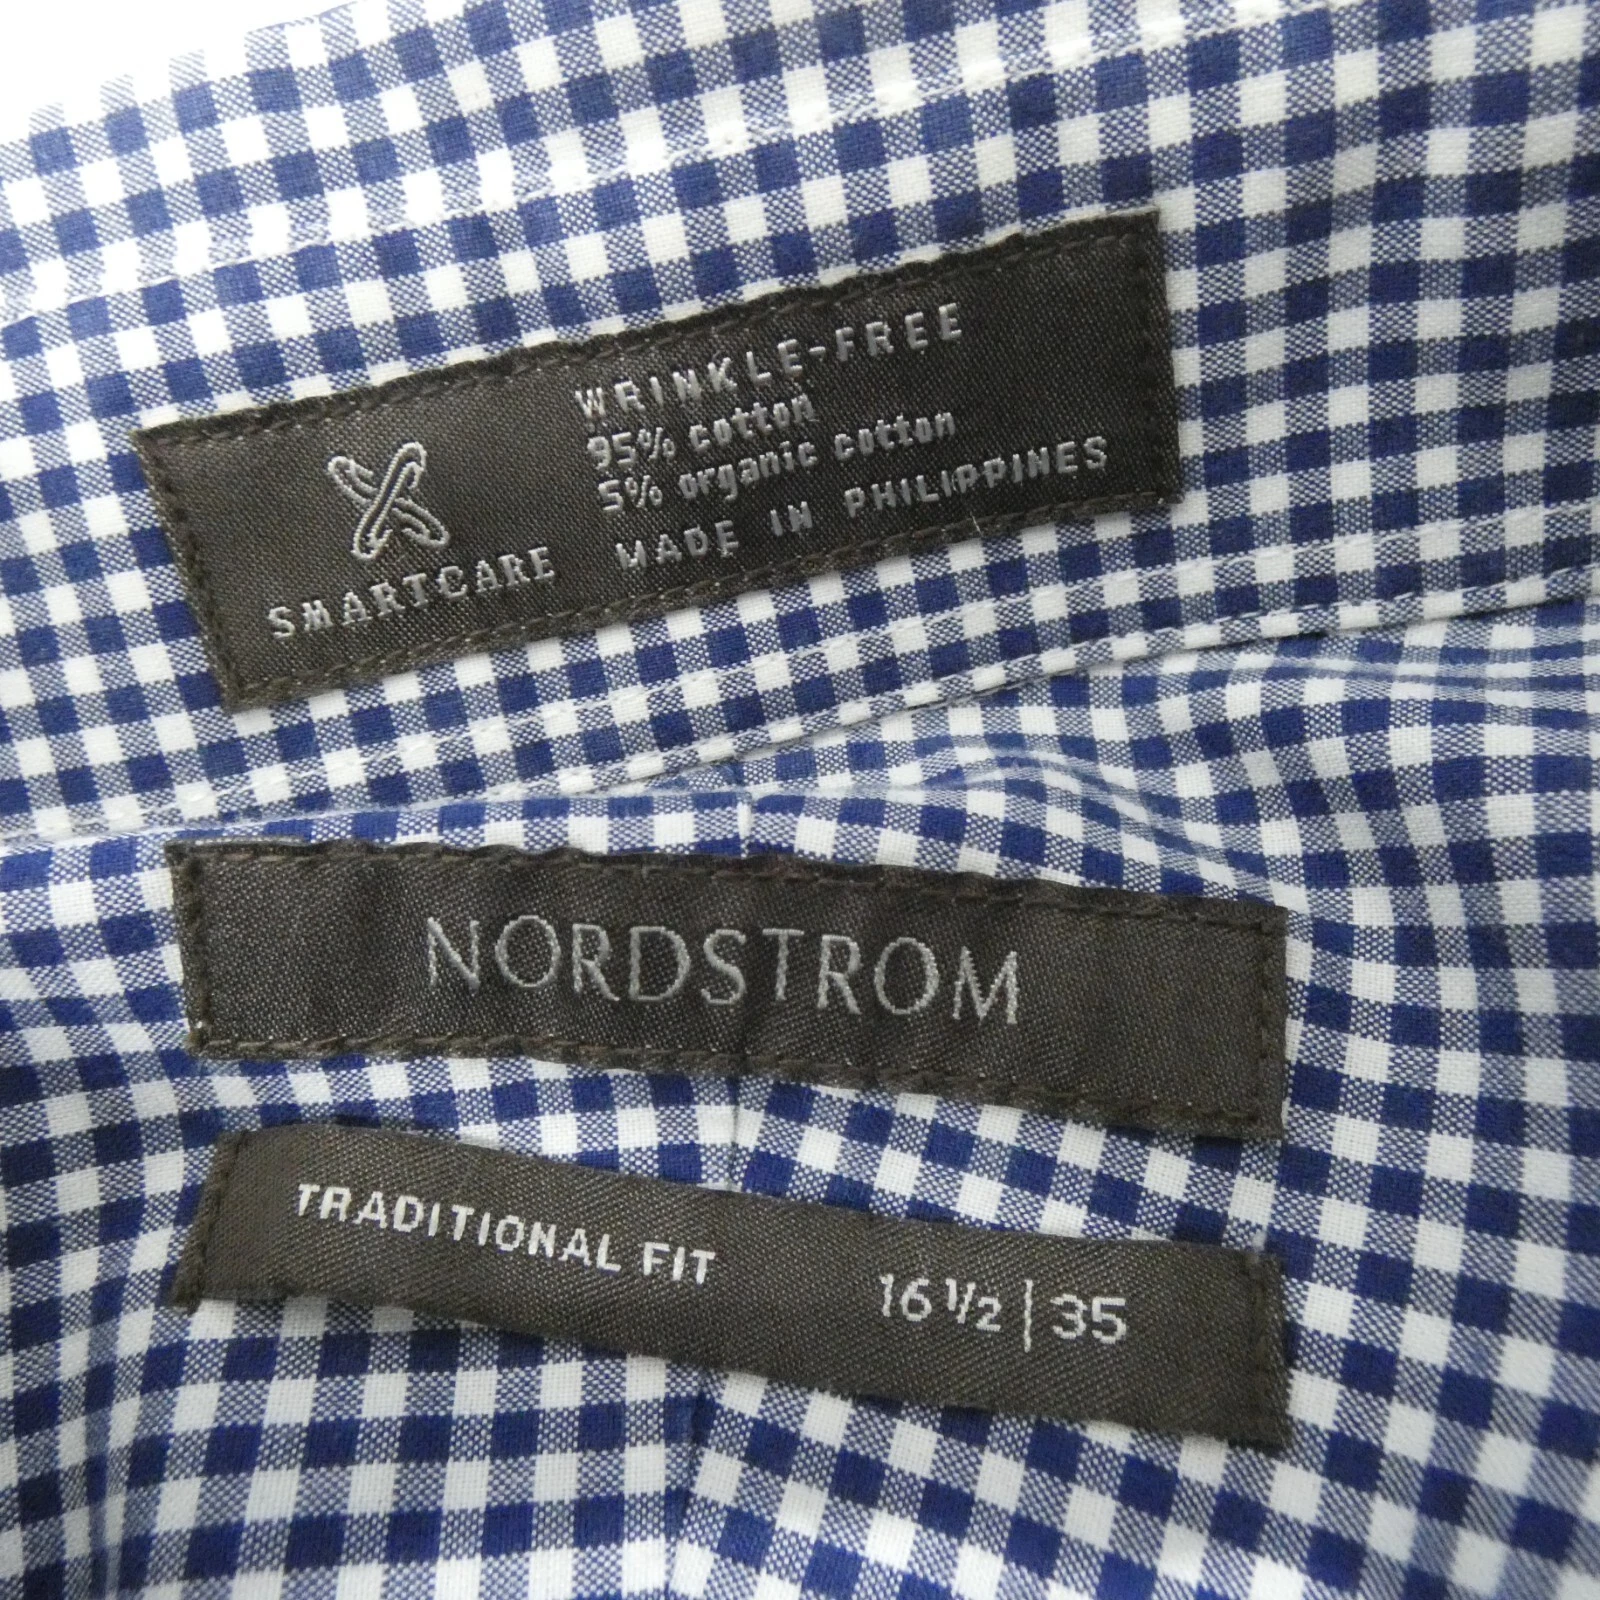 WRINKLE-FREE
95% cotton
5% organic cotton
MADE IN PHILIPPINES
SMARTCARE
NORDSTROM
TRADITIONAL FIT
16 1/2 | 35